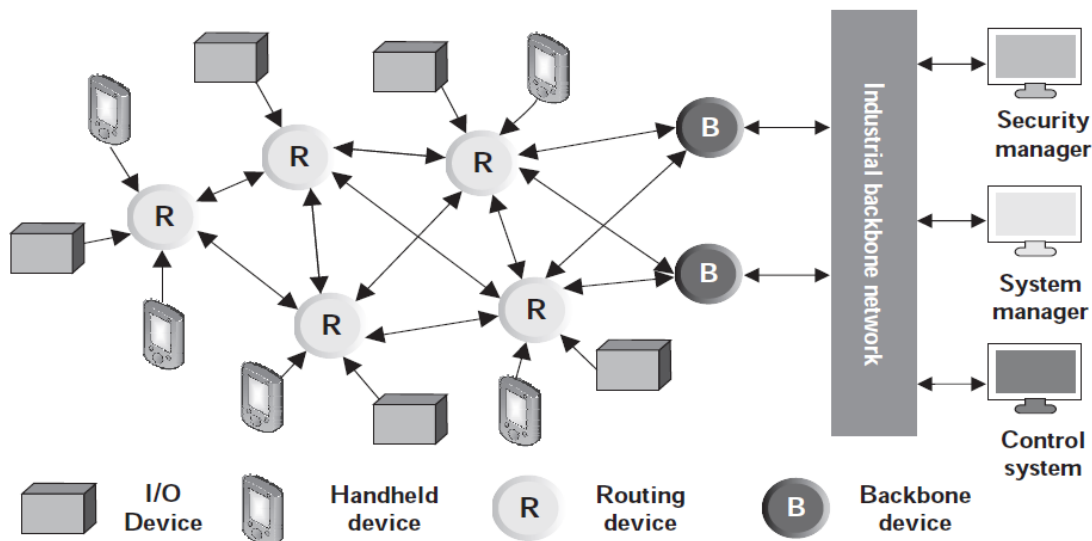 R
R
R
R
R
B
B
Industrial backbone network
Security
manager
System
manager
Control
system
I/O
Device
Handheld
device
R
Routing
device
B
Backbone
device